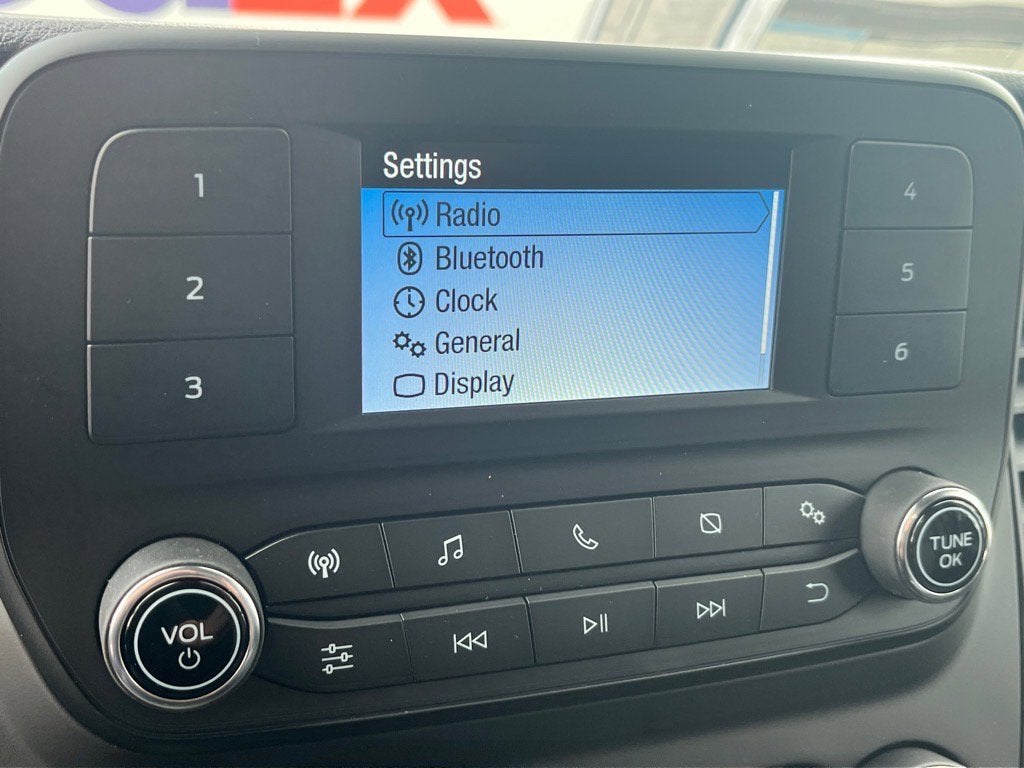 Settings
Radio
Bluetooth
Clock
General
Display
1
2
3
4
5
6
VOL
TUNE
OK